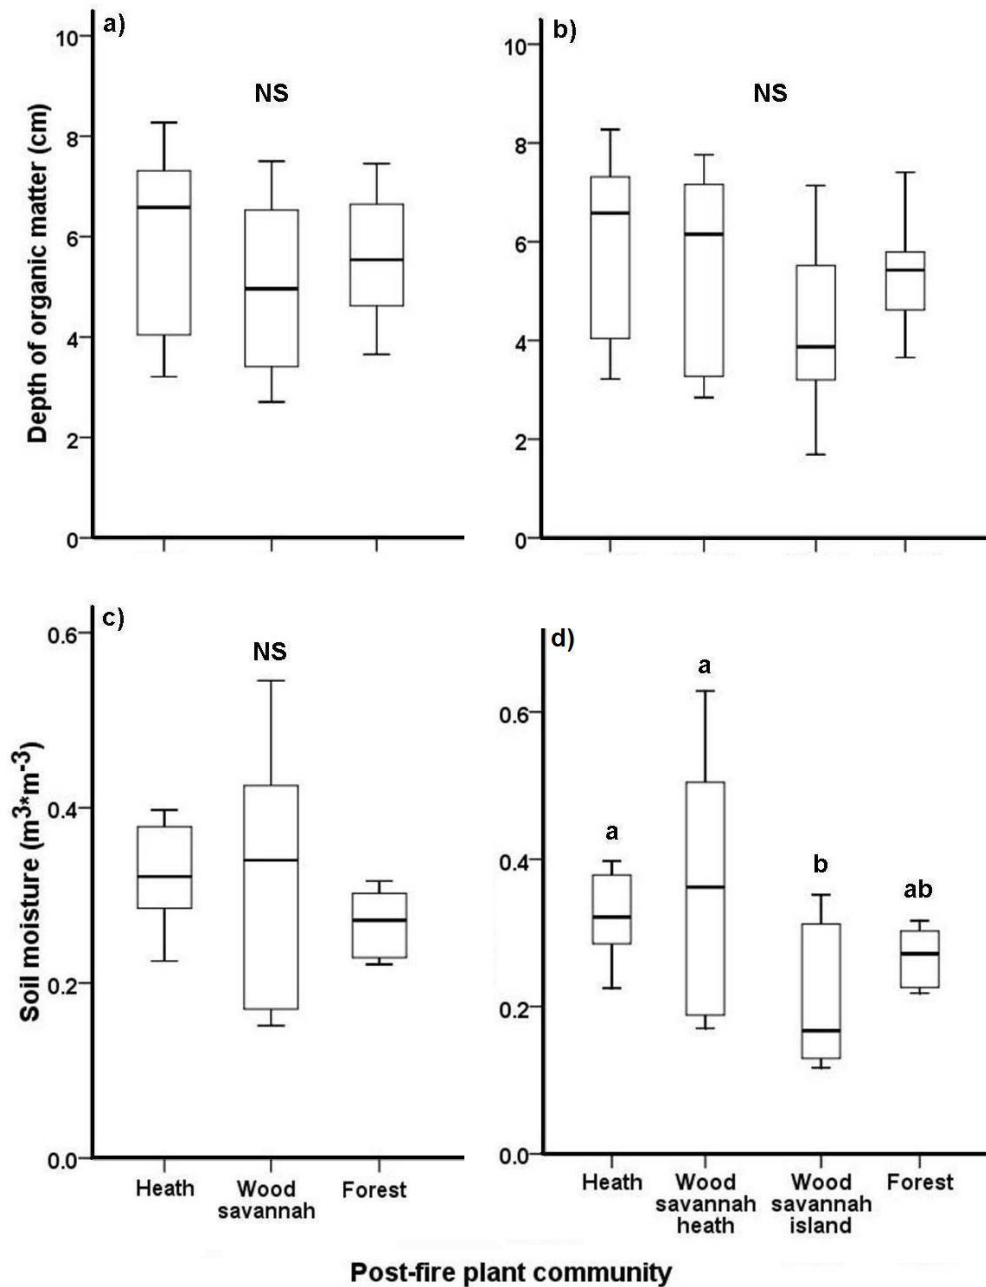 a)
NS
10
8
6
4
2
0
Depth of organic matter (cm)
b)
NS
10
8
6
4
2
0
c)
NS
0.6
0.4
0.2
0.0
Soil moisture (m³*m⁻³)
Heath
Wood
savannah
Forest
d)
a
a
b
ab
0.6
0.4
0.2
0.0
Heath
Wood
savannah
heath
Wood
savannah
island
Forest
Post-fire plant community